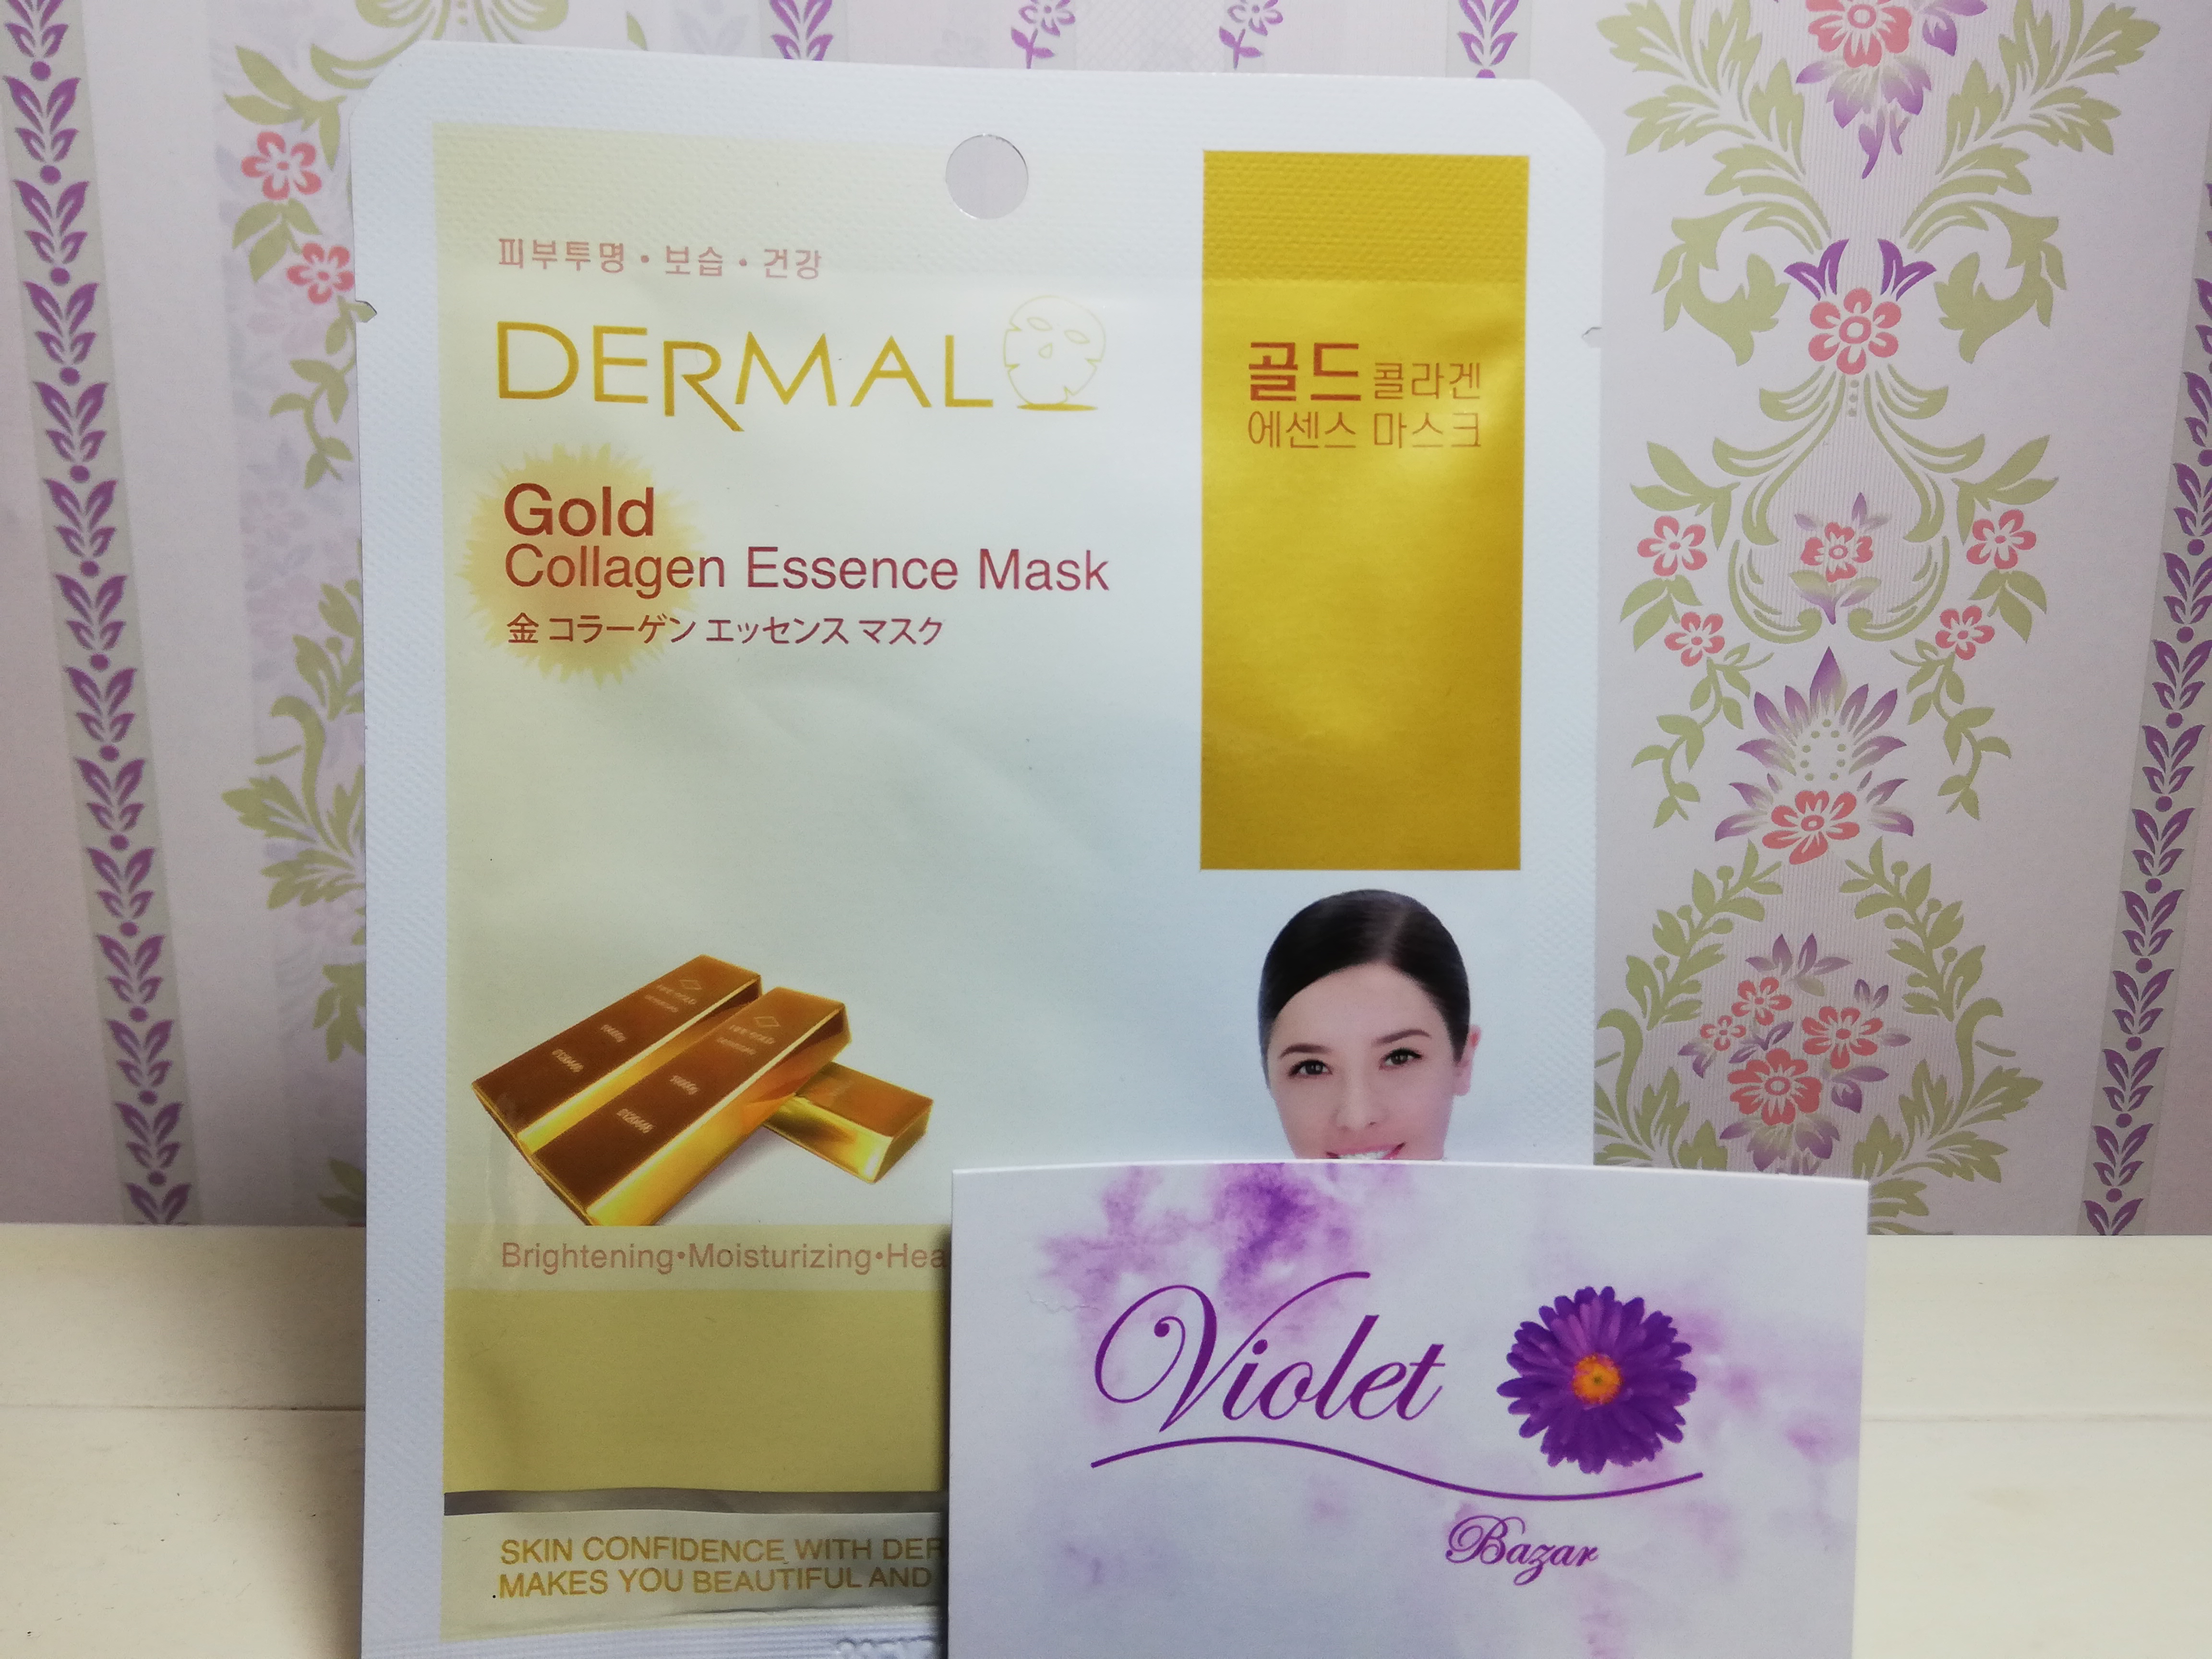 피부투명 • 보습 • 건강
DERMAL
Gold
Collagen Essence Mask
金 コラーゲン エッセンス マスク
골드 콜라겐
에센스 마스크
Brightening•Moisturizing•Hea
SKIN CONFIDENCE WITH DER
MAKES YOU BEAUTIFUL AND
Violet
Bazar